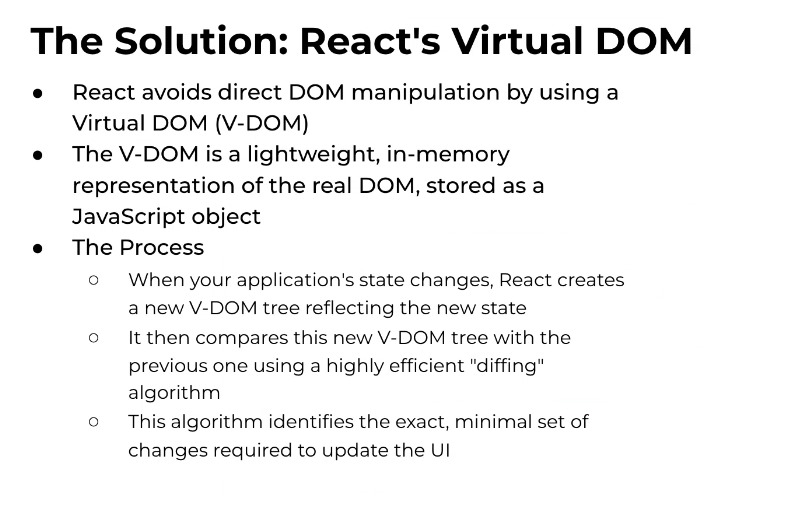 The Solution: React's Virtual DOM
● React avoids direct DOM manipulation by using a
Virtual DOM (V-DOM)
● The V-DOM is a lightweight, in-memory
representation of the real DOM, stored as a
JavaScript object
● The Process
○ When your application's state changes, React creates
a new V-DOM tree reflecting the new state
○ It then compares this new V-DOM tree with the
previous one using a highly efficient "diffing"
algorithm
○ This algorithm identifies the exact, minimal set of
changes required to update the UI